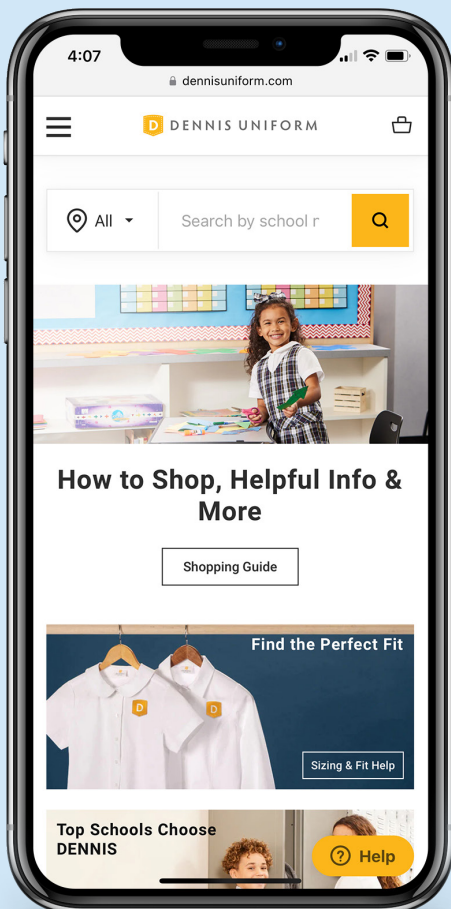 4:07
dennisuniform.com
D DENNIS UNIFORM
All
Search by school r
How to Shop, Helpful Info &
More
Shopping Guide
Find the Perfect Fit
D
D
Sizing & Fit Help
Top Schools Choose
DENNIS
? Help